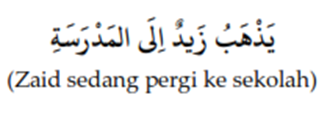 يَذْهَبُ زَيدٌ اِلَى المَدْرَسَةِ
(Zaid sedang pergi ke sekolah)